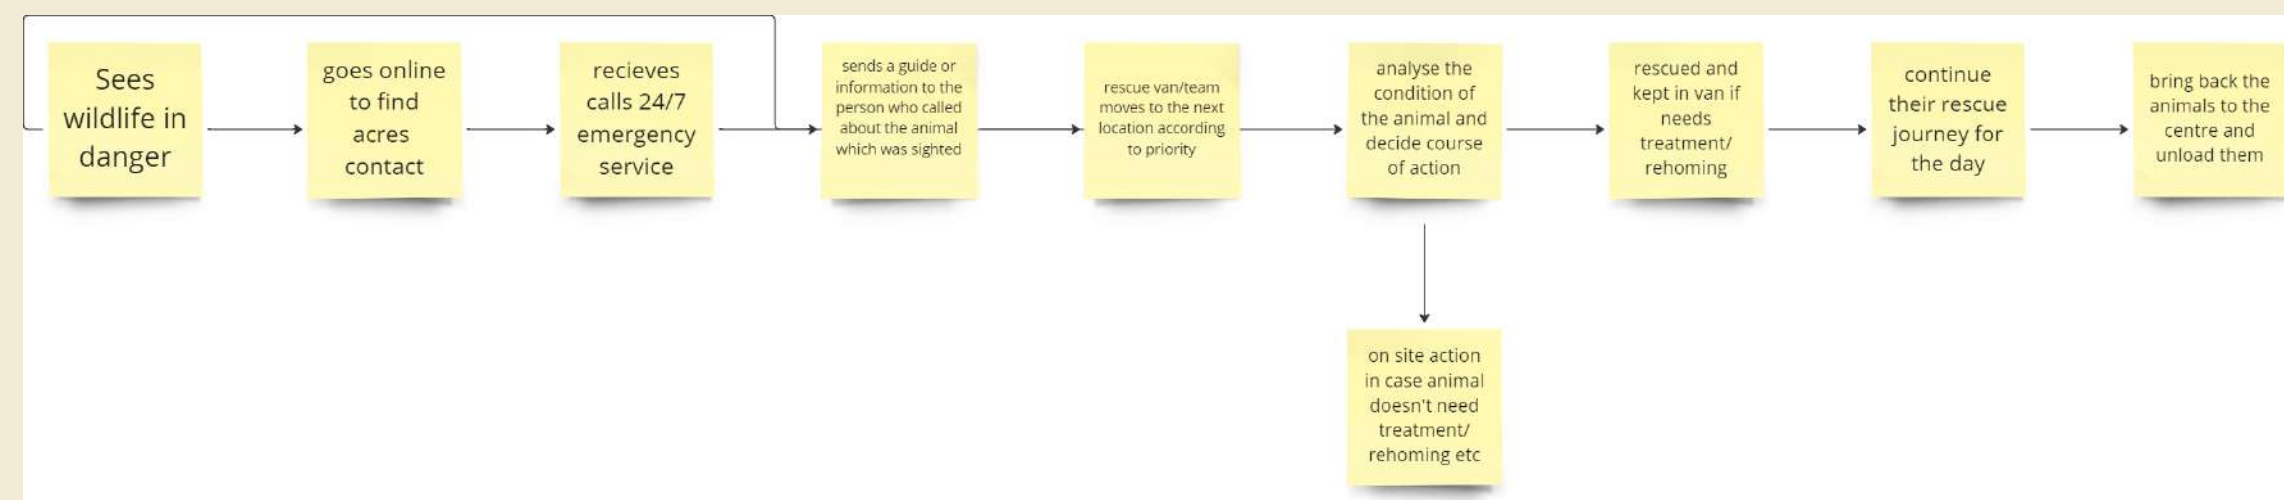 Sees
wildlife in
danger
goes online
to find
acres
contact
recieves
calls 24/7
emergency
service
sends a guide or
information to the
person who called
about the animal
which was sighted
rescue van/team
moves to the next
location according
to priority
analyse the
condition of
the animal and
decide course
of action
rescued and
kept in van if
needs
treatment/
rehoming
continue
their rescue
journey for
the day
bring back the
animals to the
centre and
unload them
on site action
in case animal
doesn't need
treatment/
rehoming etc